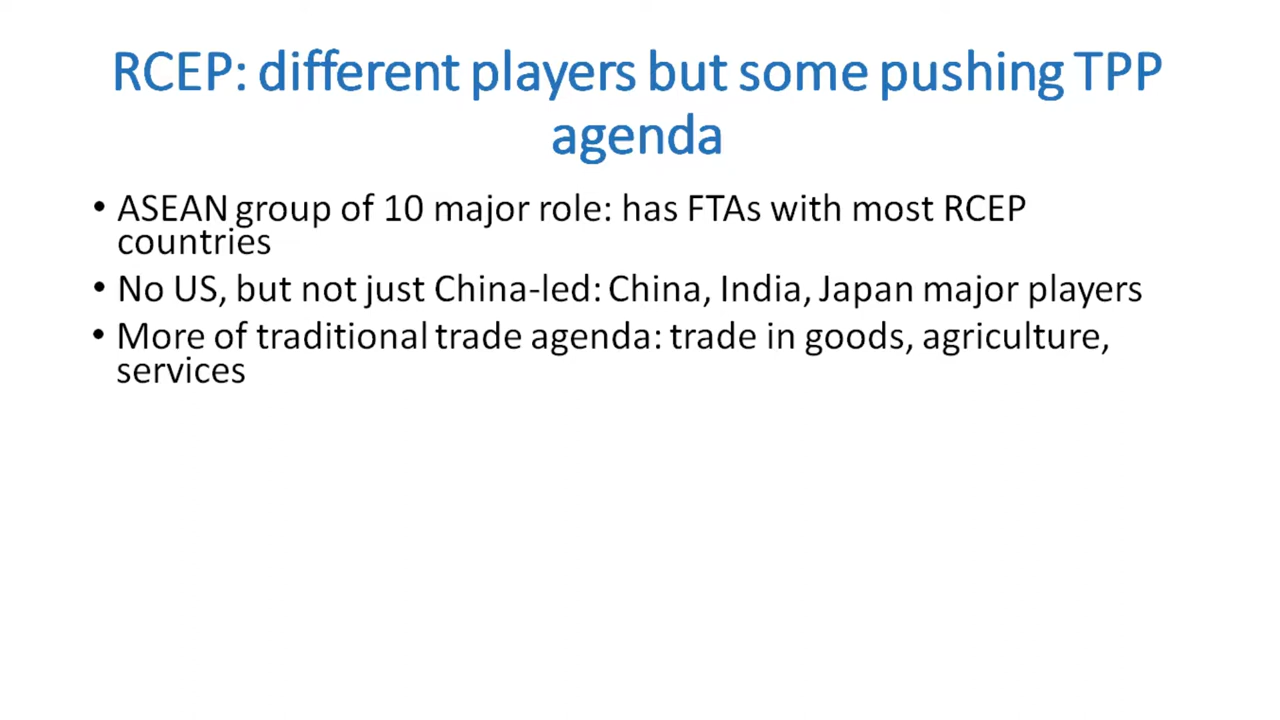 RCEP: different players but some pushing TPP
agenda
• ASEAN group of 10 major role: has FTAs with most RCEP
countries
• No US, but not just China-led: China, India, Japan major players
• More of traditional trade agenda: trade in goods, agriculture,
services